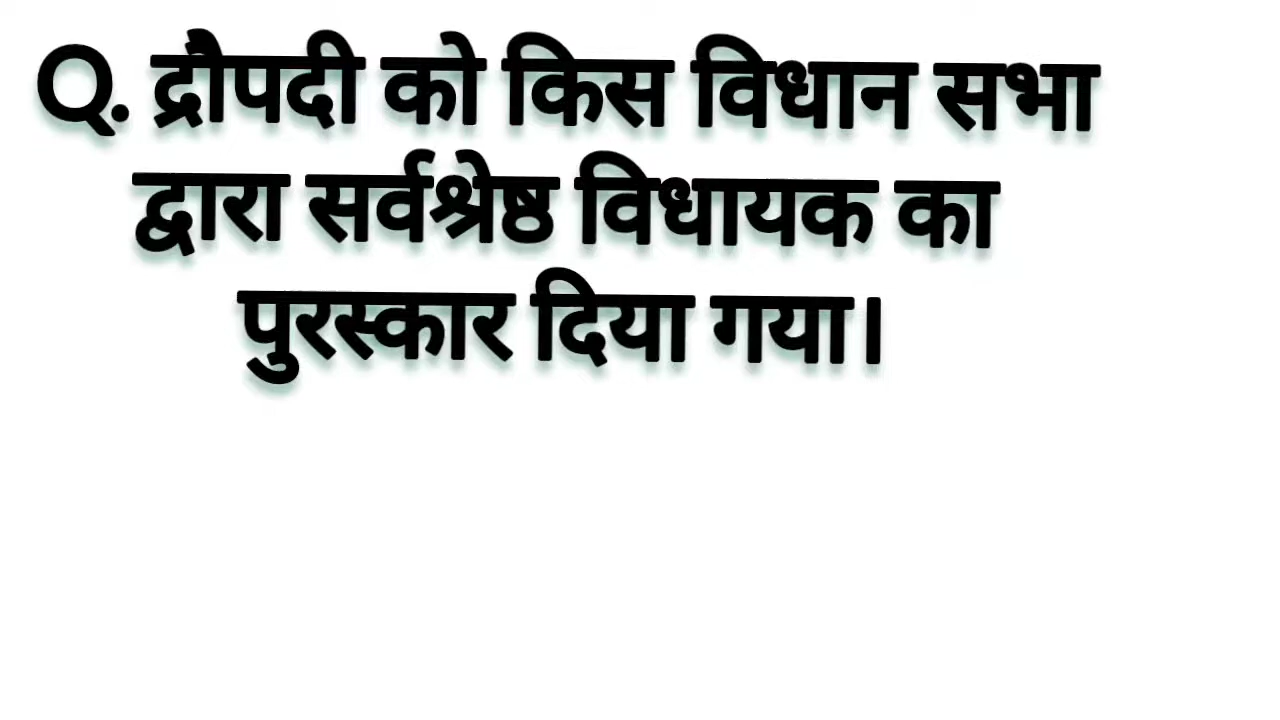 Q. द्रौपदी को किस विधान सभा
द्वारा सर्वश्रेष्ठ विधायक का
पुरस्कार दिया गया।